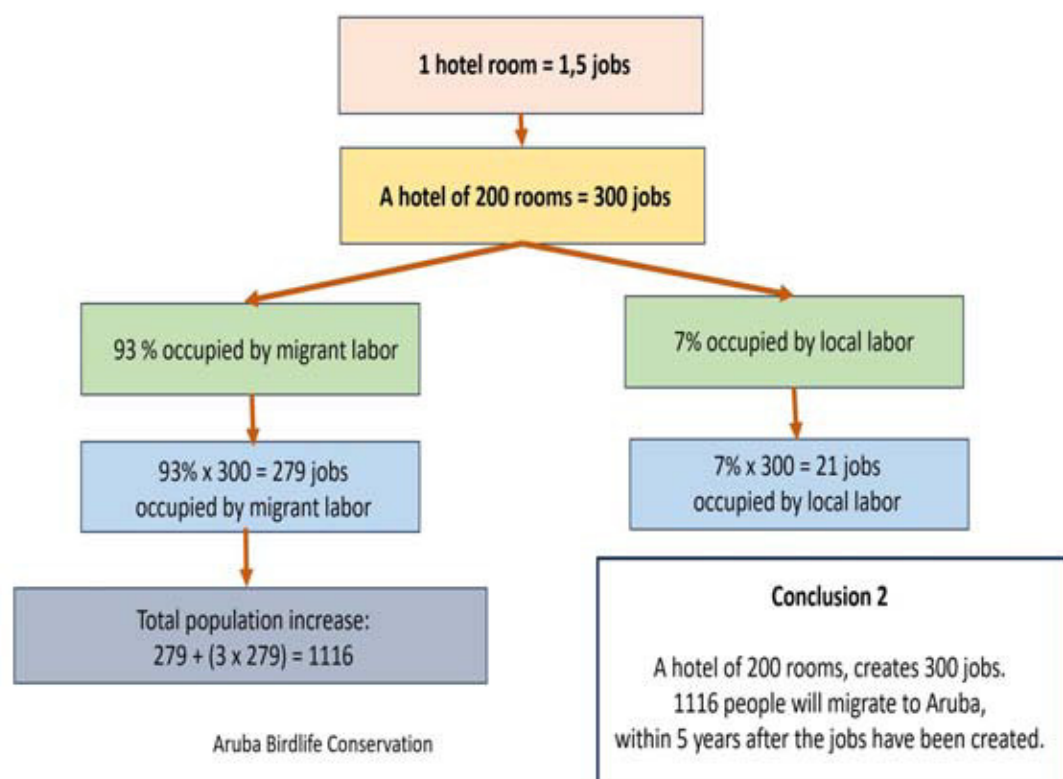 1 hotel room = 1,5 jobs
A hotel of 200 rooms = 300 jobs
93 % occupied by migrant labor
7% occupied by local labor
93% x 300 = 279 jobs
occupied by migrant labor
7% x 300 = 21 jobs
occupied by local labor
Total population increase:
279 + (3 x 279) = 1116
Conclusion 2
A hotel of 200 rooms, creates 300 jobs.
1116 people will migrate to Aruba,
within 5 years after the jobs have been created.
Aruba Birdlife Conservation